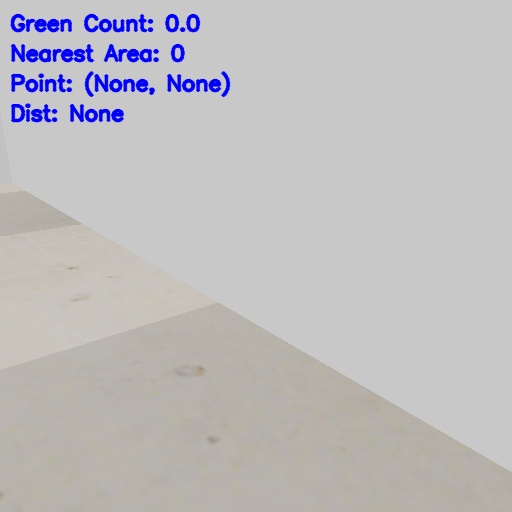 Green Count: 0.0
Nearest Area: 0
Point: (None, None)
Dist: None